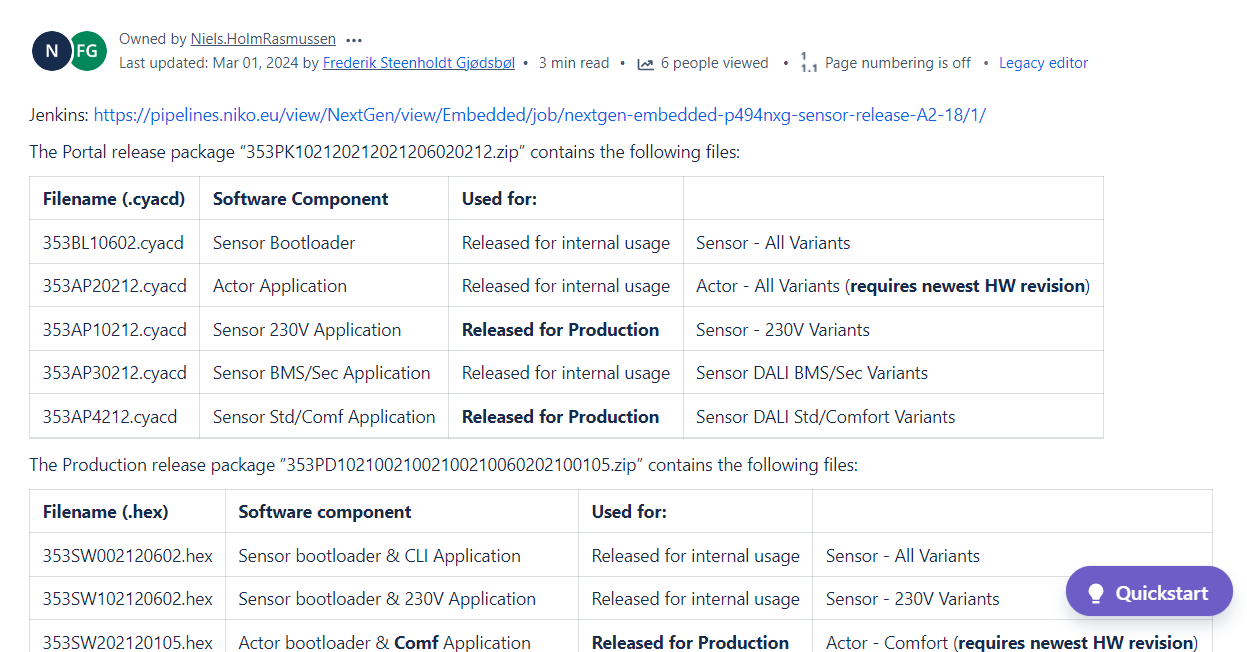 N FG Owned by Niels.HolmRasmussen •••
Last updated: Mar 01, 2024 by Frederik Steenholdt Gjødsbøl • 3 min read • 6 people viewed • 1. 1.1 Page numbering is off • Legacy editor
Jenkins: https://pipelines.niko.eu/view/NextGen/view/Embedded/job/nextgen-embedded-p494nxg-sensor-release-A2-18/1/
The Portal release package “353PK102120212021206020212.zip” contains the following files:
Filename (.cyacd) Software Component Used for:
353BL10602.cyacd Sensor Bootloader Released for internal usage Sensor - All Variants
353AP20212.cyacd Actor Application Released for internal usage Actor - All Variants (requires newest HW revision)
353AP10212.cyacd Sensor 230V Application Released for Production Sensor - 230V Variants
353AP30212.cyacd Sensor BMS/Sec Application Released for internal usage Sensor DALI BMS/Sec Variants
353AP4212.cyacd Sensor Std/Comf Application Released for Production Sensor DALI Std/Comfort Variants
The Production release package “353PD10210021002100210060202100105.zip” contains the following files:
Filename (.hex) Software component Used for:
353SW002120602.hex Sensor bootloader & CLI Application Released for internal usage Sensor - All Variants
353SW102120602.hex Sensor bootloader & 230V Application Released for internal usage Sensor - 230V Variants
Quickstart
353SW202120105.hex Actor bootloader & Comf Application Released for Production Actor - Comfort (requires newest HW revision)